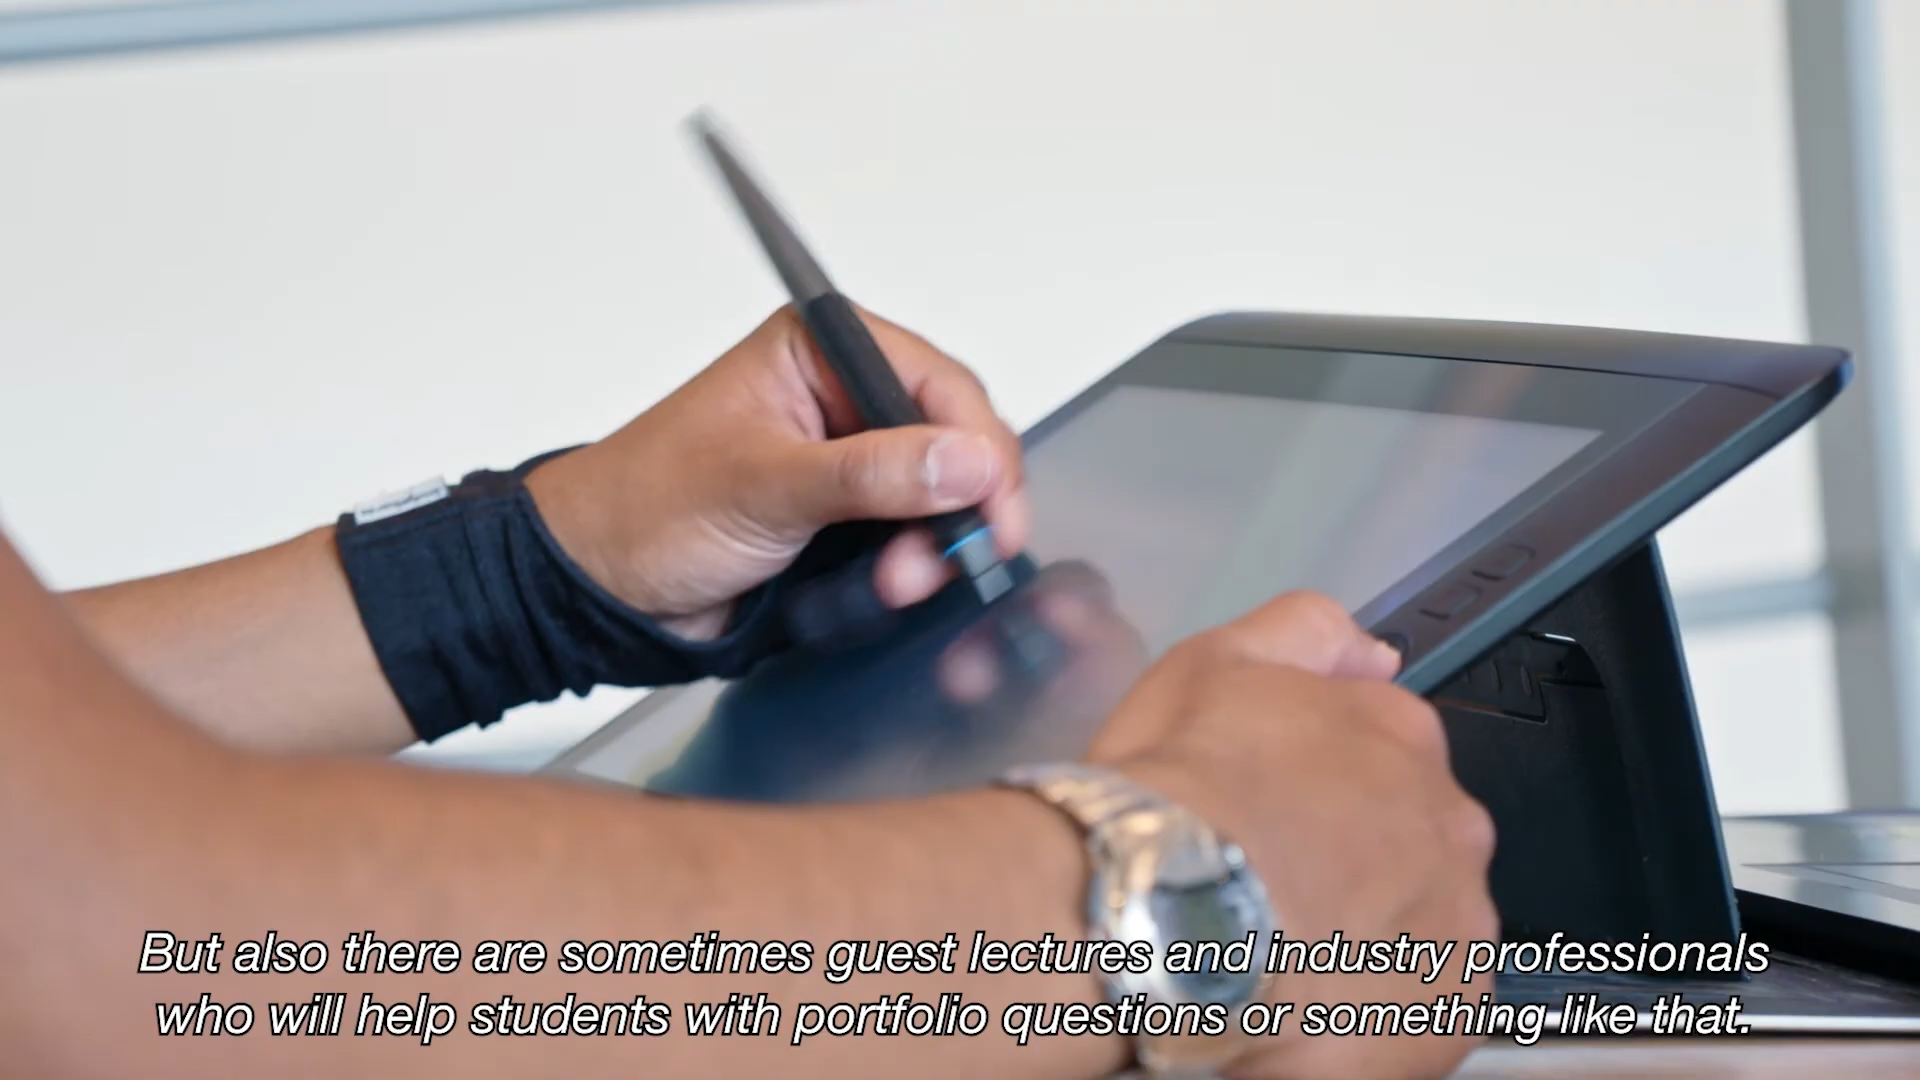 But also there are sometimes guest lectures and industry professionals
who will help students with portfolio questions or something like that.